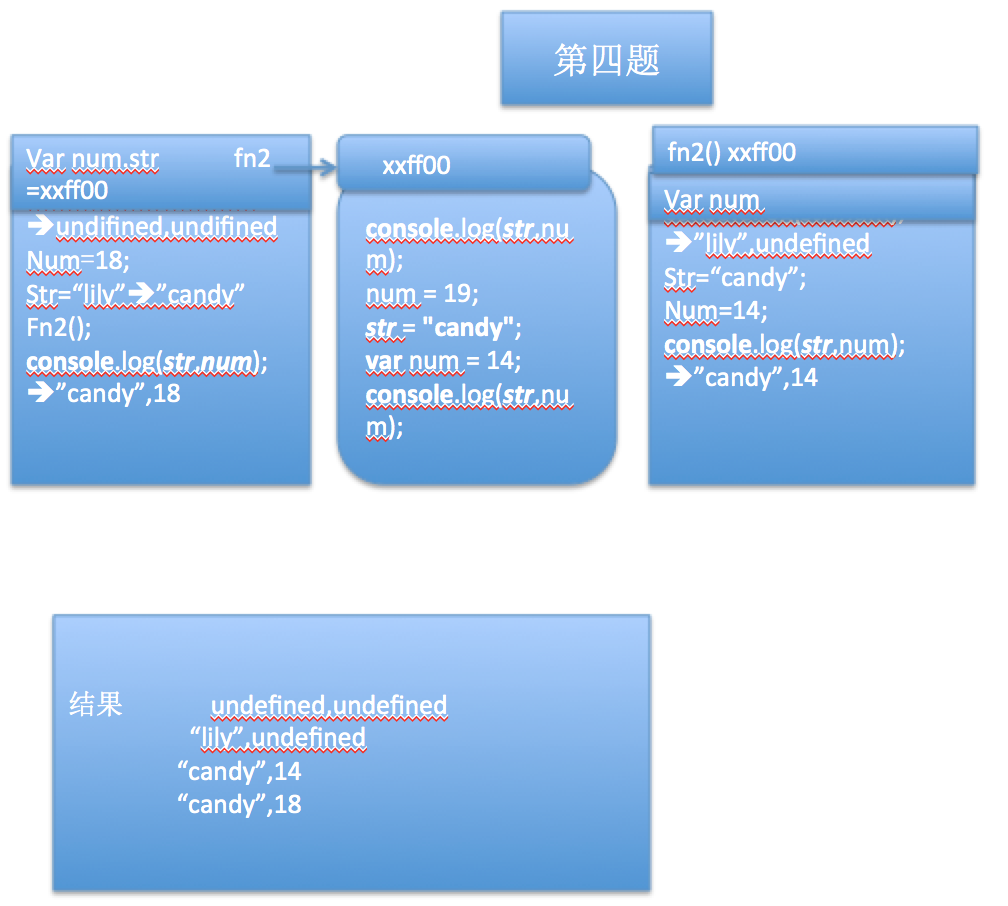 第四题
Var num.str fn2
=xxff00
➔undifined,undifined
Num=18;
Str=“lily”➔”candy”
Fn2();
console.log(str,num);
➔”candy”,18
xxff00
console.log(str,nu
m);
num = 19;
str = "candy";
var num = 14;
console.log(str,nu
m);
fn2() xxff00
Var num
➔”lily”,undefined
Str=“candy”;
Num=14;
console.log(str,num);
➔”candy”,14
结果 undefined,undefined
“lily”,undefined
“candy”,14
“candy”,18